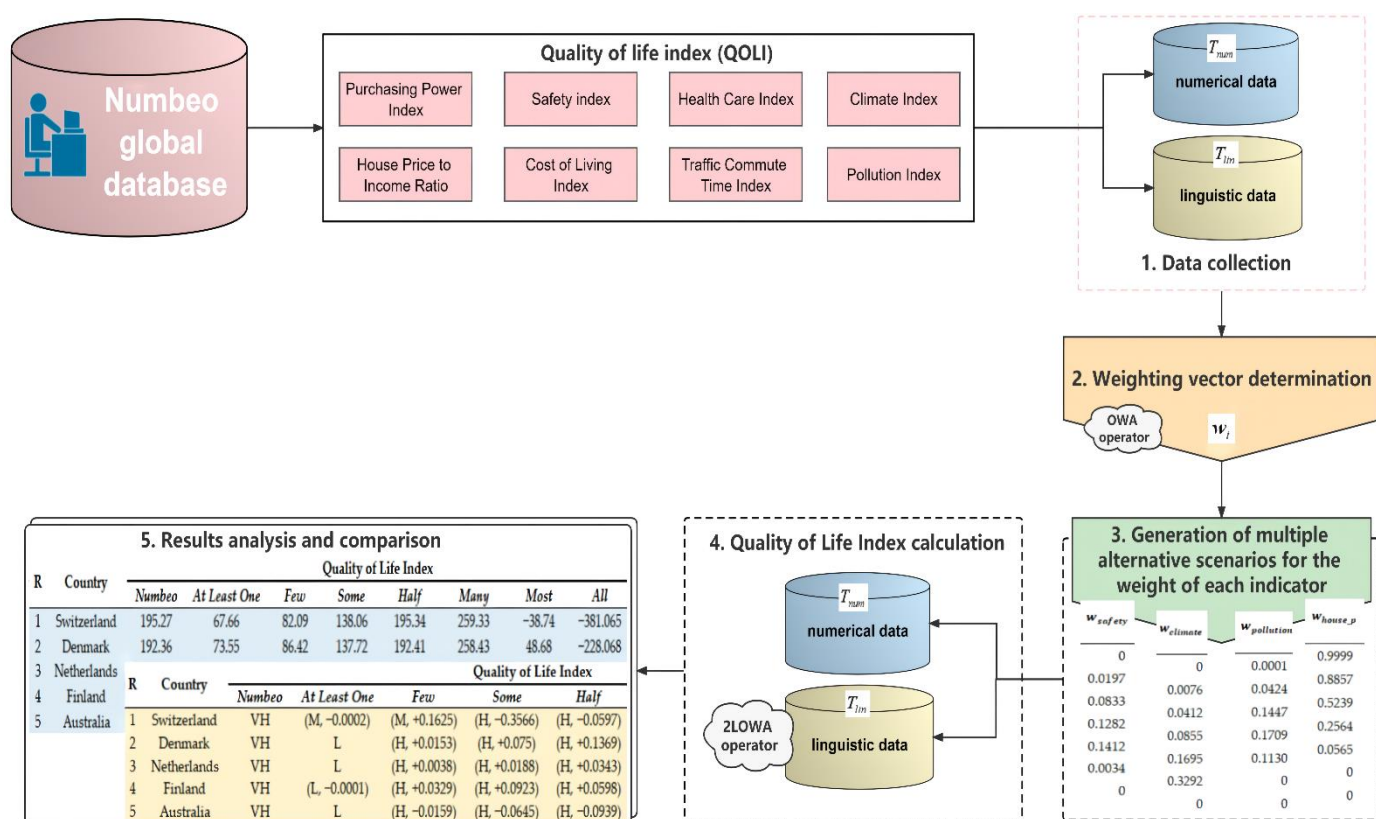 Numbeo
global
database
Quality of life index (QOLI)
Purchasing Power
Index
Safety index
Health Care Index
Climate Index
House Price to
Income Ratio
Cost of Living
Index
Traffic Commute
Time Index
Pollution Index
T_num
numerical data
T_lin
linguistic data
1. Data collection
2. Weighting vector determination
OWA
operator
w_i
3. Generation of multiple
alternative scenarios for the
weight of each indicator
w_safety w_climate w_pollution w_house_p
0 0 0.0001 0.9999
0.0197 0.0076 0.0424 0.8857
0.0833 0.0412 0.1447 0.5239
0.1282 0.0855 0.1709 0.2564
0.1412 0.1695 0.1130 0.0565
0.0034 0.3292 0 0
0 0 0 0
4. Quality of Life Index calculation
T_num
numerical data
2LOWA
operator
T_lin
linguistic data
5. Results analysis and comparison
Quality of Life Index
R Country Numbeo At Least One Few Some Half Many Most All
1 Switzerland 195.27 67.66 82.09 138.06 195.34 259.33 −38.74 −381.065
2 Denmark 192.36 73.55 86.42 137.72 192.41 258.43 48.68 −228.068
3 Netherlands
4 Finland
5 Australia
Quality of Life Index
R Country Numbeo At Least One Few Some Half
1 Switzerland VH (M, −0.0002) (M, +0.1625) (H, −0.3566) (H, −0.0597)
2 Denmark VH L (H, +0.0153) (H, +0.075) (H, +0.1369)
3 Netherlands VH L (H, +0.0038) (H, +0.0188) (H, +0.0343)
4 Finland VH (L, −0.0001) (H, +0.0329) (H, +0.0923) (H, +0.0598)
5 Australia VH L (H, −0.0159) (H, −0.0645) (H, −0.0939)